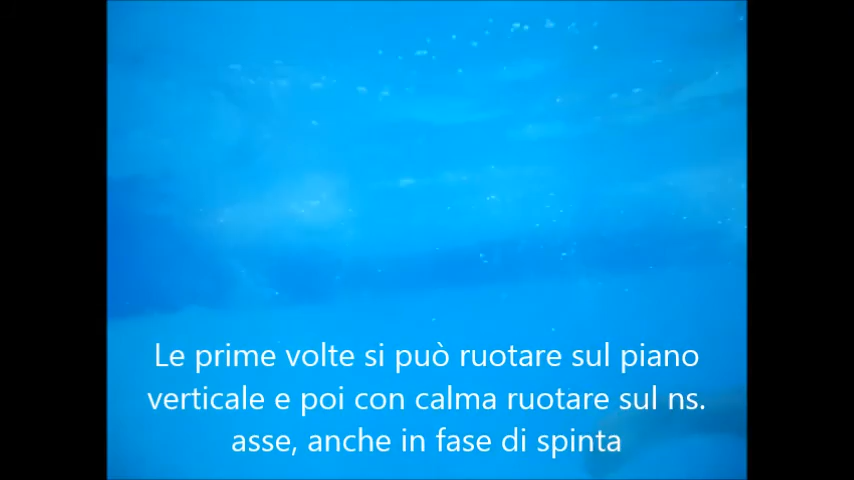 Le prime volte si può ruotare sul piano
verticale e poi con calma ruotare sul ns.
asse, anche in fase di spinta